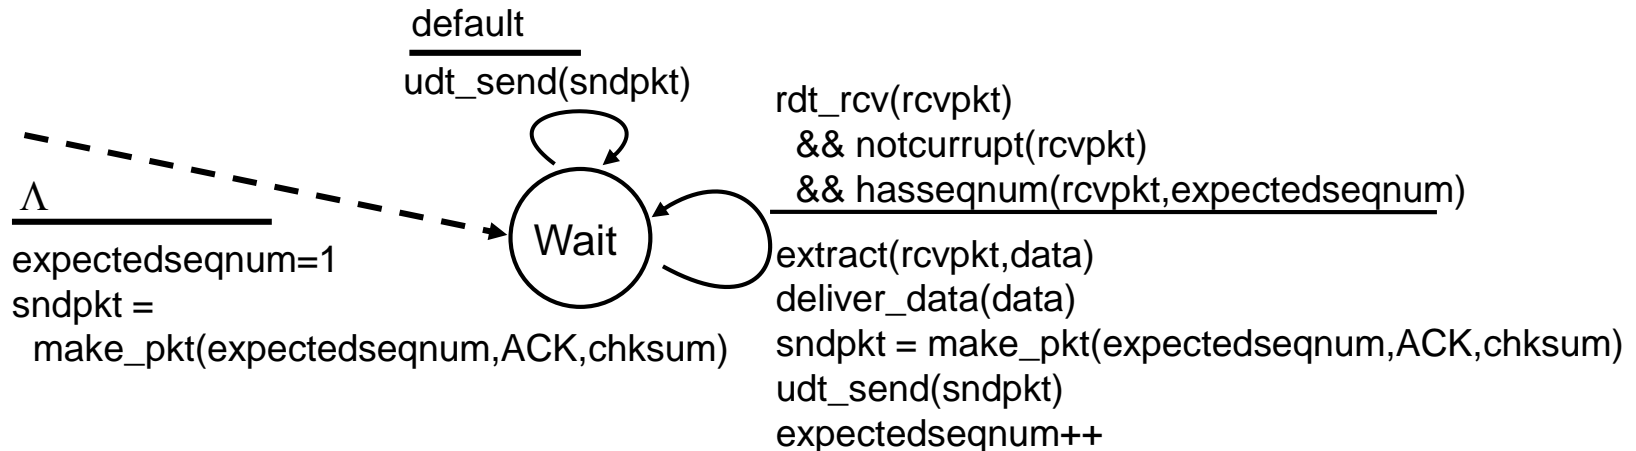 default
udt_send(sndpkt)
rdt_rcv(rcvpkt)
&& notcurrupt(rcvpkt)
&& hasseqnum(rcvpkt,expectedseqnum)
Λ
Wait
expectedseqnum=1
sndpkt =
make_pkt(expectedseqnum,ACK,chksum)
extract(rcvpkt,data)
deliver_data(data)
sndpkt = make_pkt(expectedseqnum,ACK,chksum)
udt_send(sndpkt)
expectedseqnum++